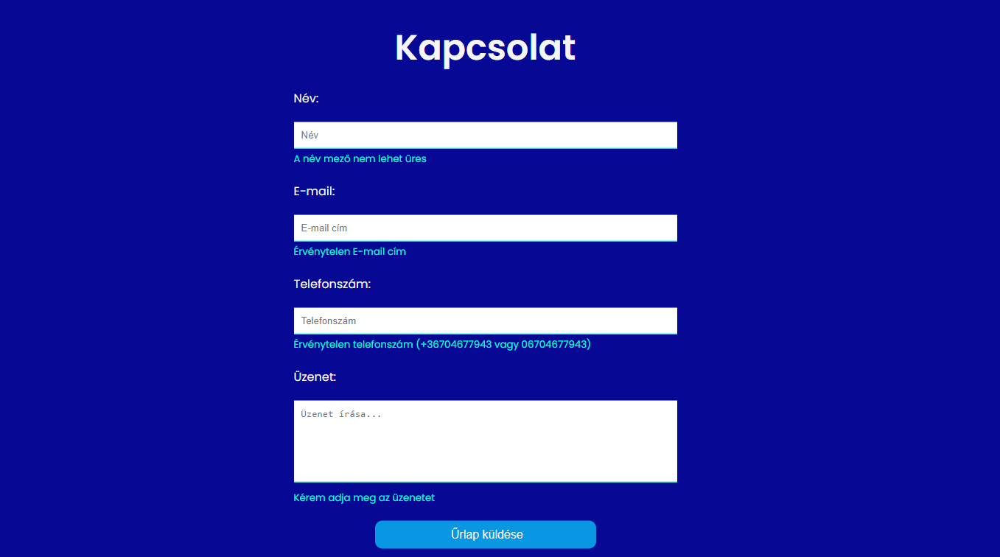 Kapcsolat
Név:
Név
A név mező nem lehet üres
E-mail:
E-mail cím
Érvénytelen E-mail cím
Telefonszám:
Telefonszám
Érvénytelen telefonszám (+36704677943 vagy 06704677943)
Üzenet:
Üzenet írása...
Kérem adja meg az üzenetet
Űrlap küldése